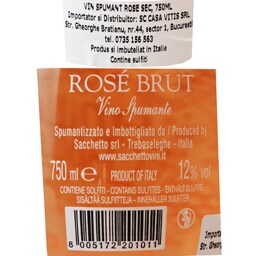 VIN SPUMANT ROSE SEC, 750ML
Importator si Distribuitor: SC CASA VITIS SRL
Str. Gheorghe Bratianu, nr.44, sector 1, Bucuresti
tel. 0735 156 563
Produs si imbuteliat in Italia
Contine sulfiti
ROSÉ BRUT
Vino Spumante
Spumantizzato e imbottigliato da / Produced by
Sacchetto srl - Trebaseleghe - Italia
www.sacchettovini.it
750 ml e PRODUCT OF ITALY 12% vol
CONTIENE SOLFITI - CONTAINS SULFITES - ENTHÄLT SULFITE
SISÄLTÄÄ SULFIITTEJA - INNEHÅLLER SULFITER
8 005172 201011
Importa
Str. Gheorg